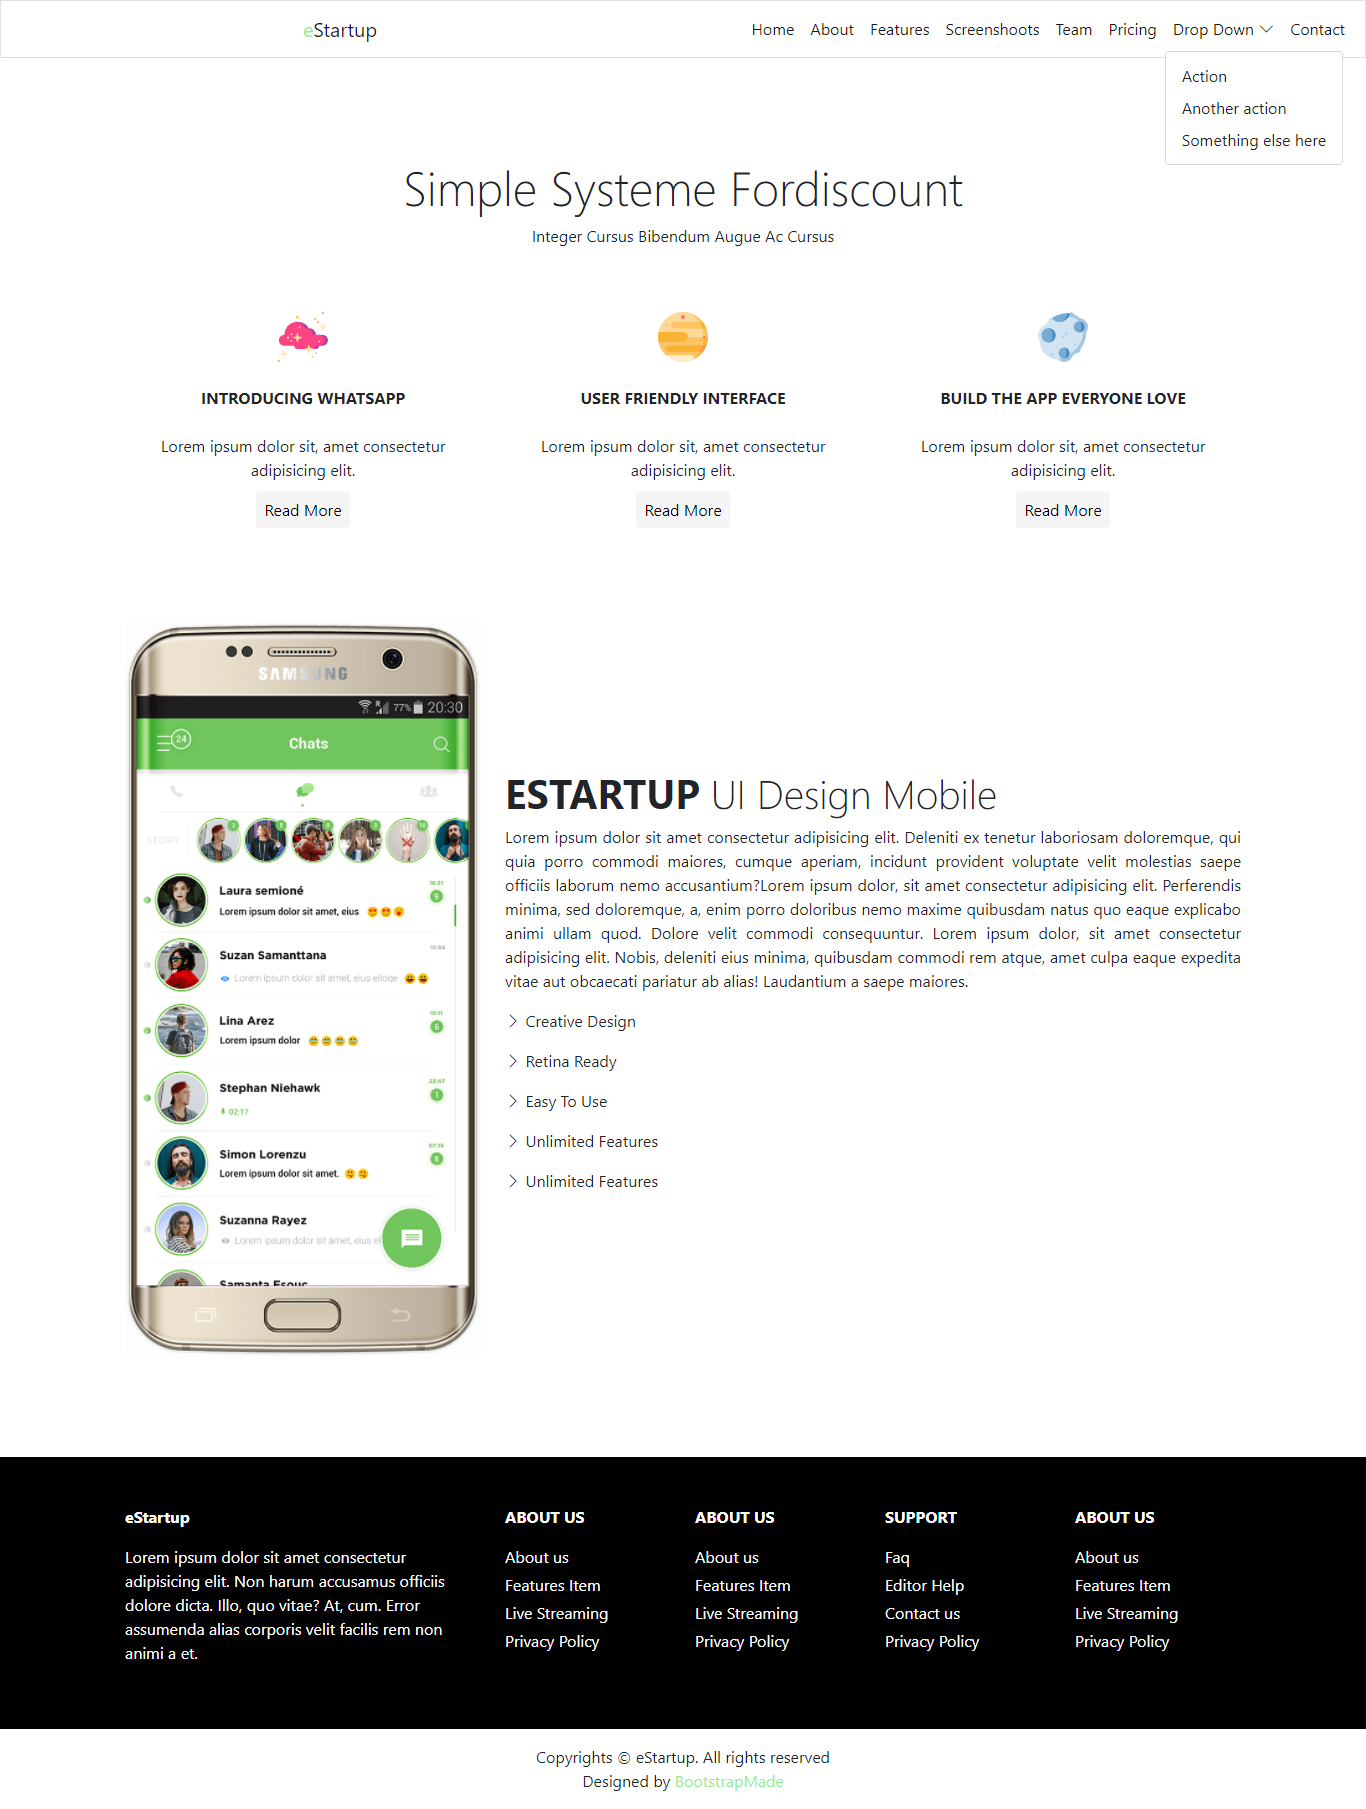 eStartup
Home About Features Screenshoots Team Pricing Drop Down Contact
Action
Another action
Something else here
Simple Systeme Fordiscount
Integer Cursus Bibendum Augue Ac Cursus
INTRODUCING WHATSAPP
Lorem ipsum dolor sit, amet consectetur
adipisicing elit.
Read More
USER FRIENDLY INTERFACE
Lorem ipsum dolor sit, amet consectetur
adipisicing elit.
Read More
BUILD THE APP EVERYONE LOVE
Lorem ipsum dolor sit, amet consectetur
adipisicing elit.
Read More
SAMSUNG
77% 20:30
24
Chats
STORY
Laura semioné
16:21
Lorem ipsum dolor sit amet, eius
9
Suzan Samanttana
10:55
Lorem ipsum dolor sit amet, eius elioqe
Lina Arez
10:11
Lorem ipsum dolor
6
Stephan Niehawk
22:47
02:17
1
Simon Lorenzu
07:15
Lorem ipsum dolor sit amet.
8
Suzanna Rayez
Lorem ipsum dolor sit amet, eius el
Samanta Esouc
ESTARTUP UI Design Mobile
Lorem ipsum dolor sit amet consectetur adipisicing elit. Deleniti ex tenetur laboriosam doloremque, qui
quia porro commodi maiores, cumque aperiam, incidunt provident voluptate velit molestias saepe
officiis laborum nemo accusantium?Lorem ipsum dolor, sit amet consectetur adipisicing elit. Perferendis
minima, sed doloremque, a, enim porro doloribus nemo maxime quibusdam natus quo eaque explicabo
animi ullam quod. Dolore velit commodi consequuntur. Lorem ipsum dolor, sit amet consectetur
adipisicing elit. Nobis, deleniti eius minima, quibusdam commodi rem atque, amet culpa eaque expedita
vitae aut obcaecati pariatur ab alias! Laudantium a saepe maiores.
Creative Design
Retina Ready
Easy To Use
Unlimited Features
Unlimited Features
eStartup
Lorem ipsum dolor sit amet consectetur
adipisicing elit. Non harum accusamus officiis
dolore dicta. Illo, quo vitae? At, cum. Error
assumenda alias corporis velit facilis rem non
animi a et.
ABOUT US
About us
Features Item
Live Streaming
Privacy Policy
ABOUT US
About us
Features Item
Live Streaming
Privacy Policy
SUPPORT
Faq
Editor Help
Contact us
Privacy Policy
ABOUT US
About us
Features Item
Live Streaming
Privacy Policy
Copyrights © eStartup. All rights reserved
Designed by BootstrapMade